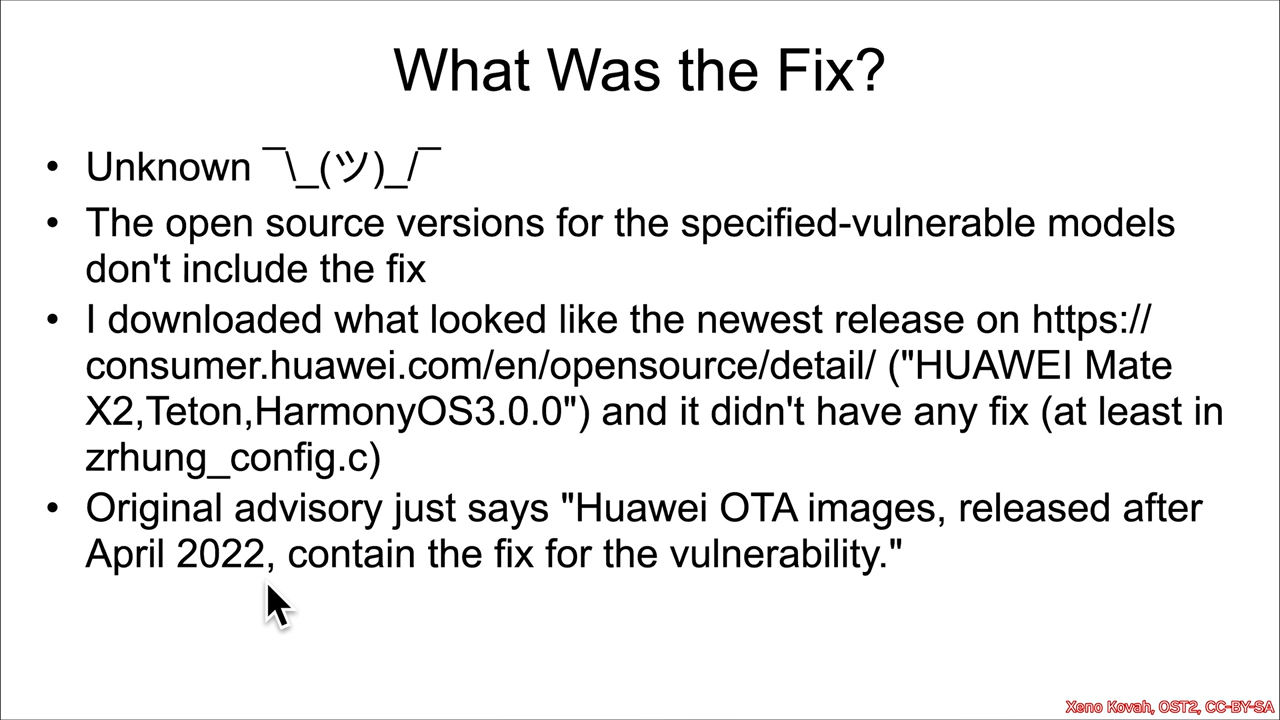 What Was the Fix?
• Unknown ¯\_(ツ)_/¯
• The open source versions for the specified-vulnerable models
don't include the fix
• I downloaded what looked like the newest release on https://
consumer.huawei.com/en/opensource/detail/ ("HUAWEI Mate
X2,Teton,HarmonyOS3.0.0") and it didn't have any fix (at least in
zrhung_config.c)
• Original advisory just says "Huawei OTA images, released after
April 2022, contain the fix for the vulnerability."
Xeno Kovah, OST2, CC-BY-SA